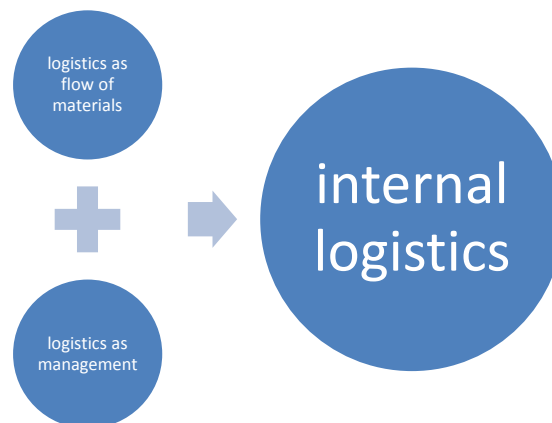 logistics as
flow of
materials
logistics as
management
internal
logistics